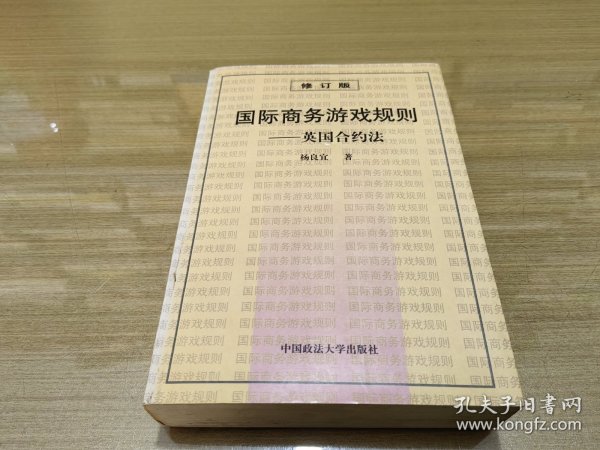 修订版
国际商务游戏规则
——英国合约法
杨良宜 著
中国政法大学出版社
孔夫子旧书网
www.kongfz.com